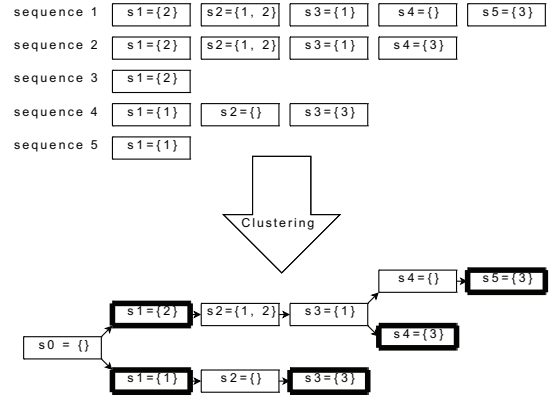 sequence 1 s1={2} s2={1, 2} s3={1} s4={} s5={3}
sequence 2 s1={2} s2={1, 2} s3={1} s4={3}
sequence 3 s1={2}
sequence 4 s1={1} s2={} s3={3}
sequence 5 s1={1}
Clustering
s4={} s5={3}
s1={2} s2={1, 2} s3={1}
s4={3}
s0 = {}
s1={1} s2={} s3={3}